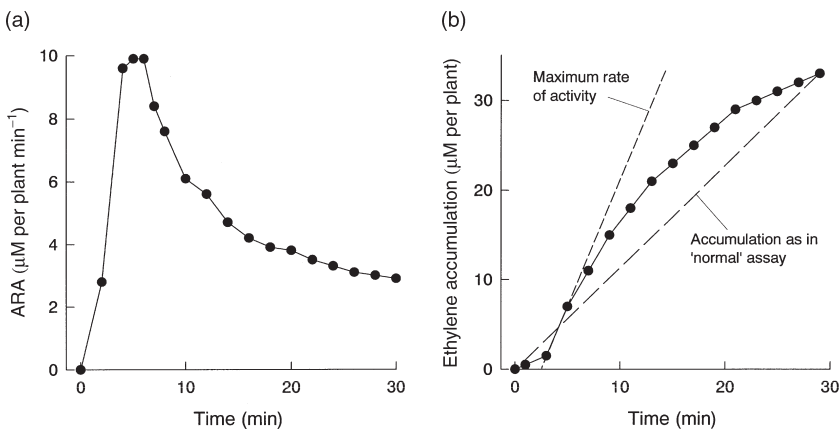 (a)
10
8
6
4
2
0
ARA (μM per plant min⁻¹)
0 10 20 30
Time (min)
(b)
30
20
10
0
Ethylene accumulation (μM per plant)
Maximum rate
of activity
Accumulation as in
'normal' assay
0 10 20 30
Time (min)